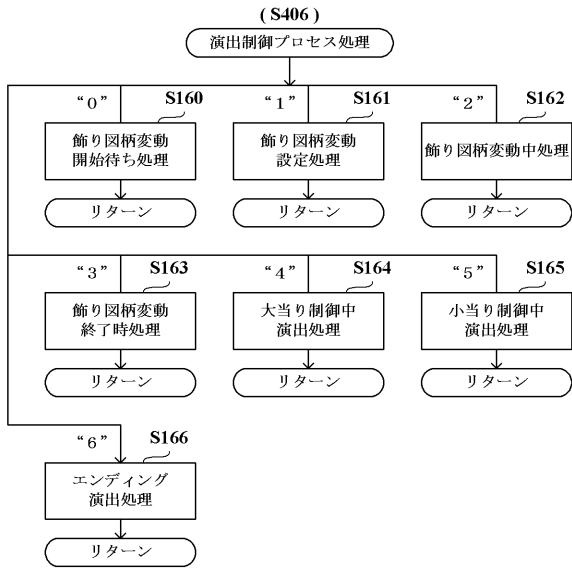 (S406)
演出制御プロセス処理
“0”
S160
飾り図柄変動
開始待ち処理
リターン
“1”
S161
飾り図柄変動
設定処理
リターン
“2”
S162
飾り図柄変動中処理
リターン
“3”
S163
飾り図柄変動
終了時処理
リターン
“4”
S164
大当り制御中
演出処理
リターン
“5”
S165
小当り制御中
演出処理
リターン
“6”
S166
エンディング
演出処理
リターン